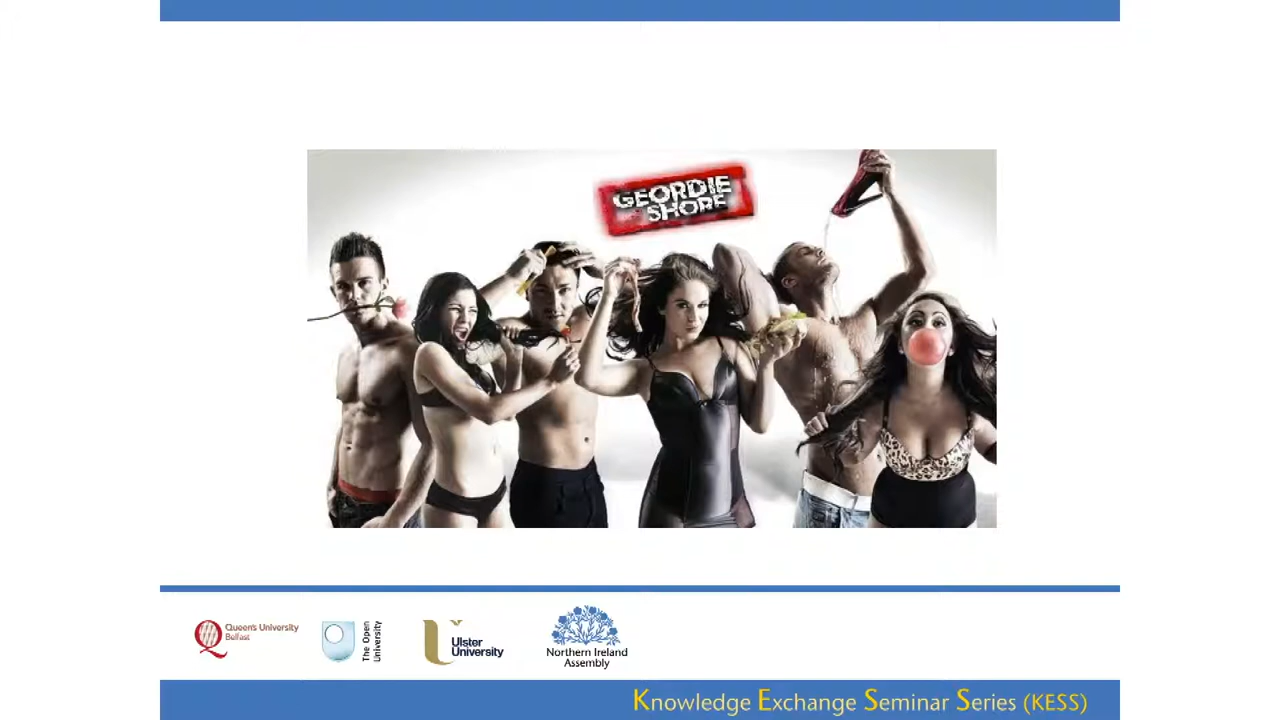 GEORDIE
SHORE
Queen's University
Belfast
The Open
University
Ulster
University
Northern Ireland
Assembly
Knowledge Exchange Seminar Series (KESS)